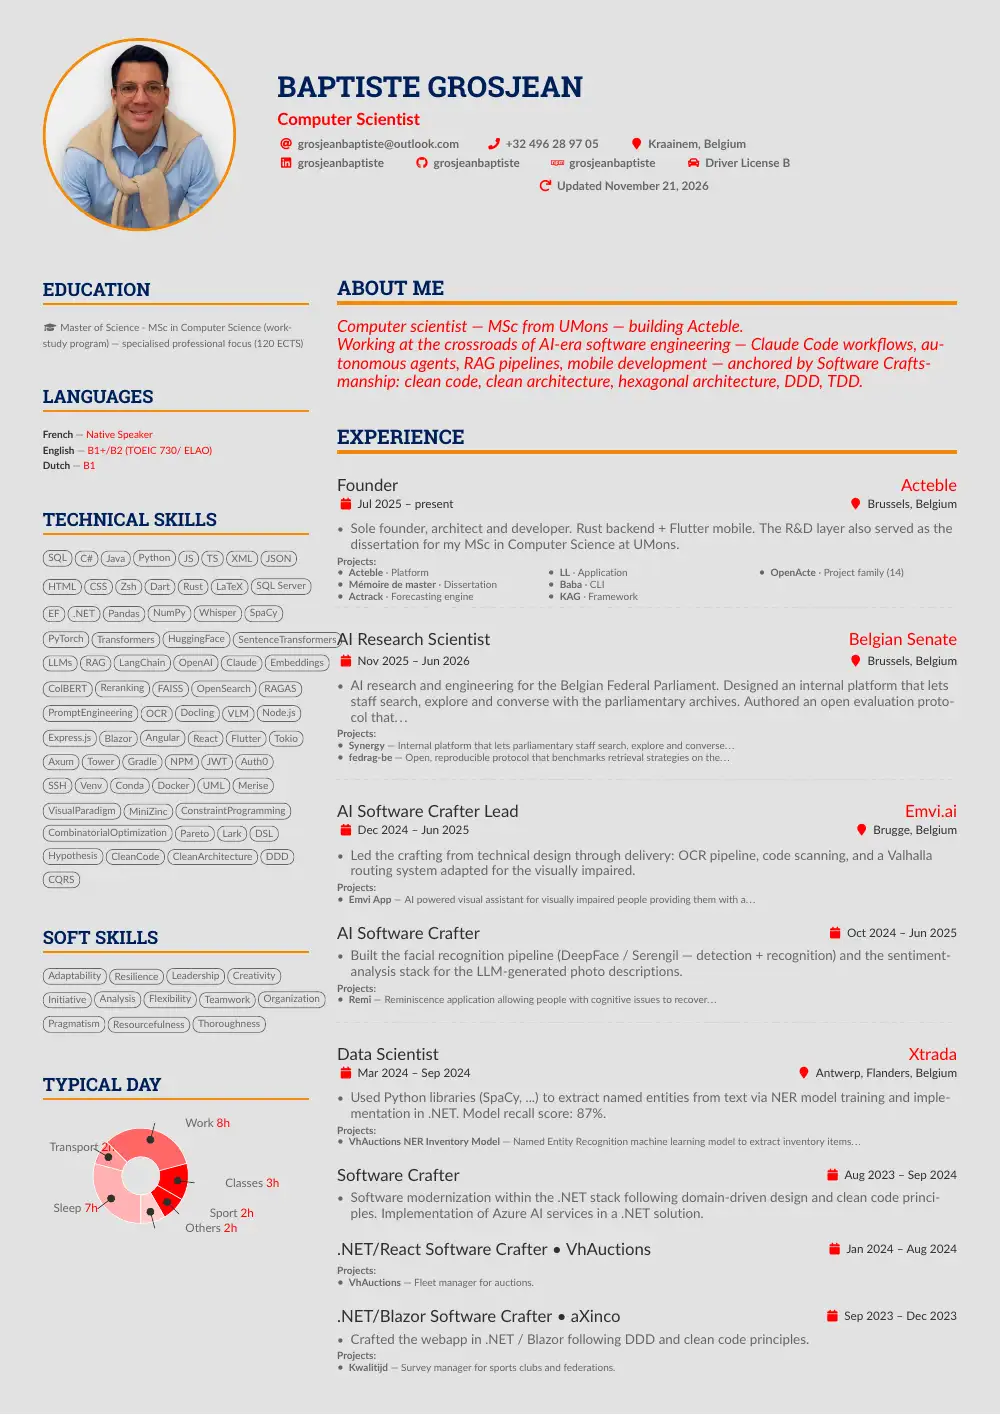 BAPTISTE GROSJEAN
Computer Scientist
grosjeanbaptiste@outlook.com +32 496 28 97 05 Kraainem, Belgium
grosjeanbaptiste grosjeanbaptiste grosjeanbaptiste Driver License B
Updated November 21, 2026
EDUCATION
Master of Science - MSc in Computer Science (work-
study program) — specialised professional focus (120 ECTS)
LANGUAGES
French — Native Speaker
English — B1+/B2 (TOEIC 730/ ELAO)
Dutch — B1
TECHNICAL SKILLS
SQL C# Java Python JS TS XML JSON
HTML CSS Zsh Dart Rust LaTeX SQL Server
EF .NET Pandas NumPy Whisper SpaCy
PyTorch Transformers HuggingFace SentenceTransformers
LLMs RAG LangChain OpenAI Claude Embeddings
ColBERT Reranking FAISS OpenSearch RAGAS
PromptEngineering OCR Docling VLM Node.js
Express.js Blazor Angular React Flutter Tokio
Axum Tower Gradle NPM JWT Auth0
SSH Venv Conda Docker UML Merise
VisualParadigm MiniZinc ConstraintProgramming
CombinatorialOptimization Pareto Lark DSL
Hypothesis CleanCode CleanArchitecture DDD
CQRS
SOFT SKILLS
Adaptability Resilience Leadership Creativity
Initiative Analysis Flexibility Teamwork Organization
Pragmatism Resourcefulness Thoroughness
TYPICAL DAY
Work 8h
Transport 2h
Classes 3h
Sleep 7h
Sport 2h
Others 2h
ABOUT ME
Computer scientist — MSc from UMons — building Acteble.
Working at the crossroads of AI-era software engineering — Claude Code workflows, au-
tonomous agents, RAG pipelines, mobile development — anchored by Software Crafts-
manship: clean code, clean architecture, hexagonal architecture, DDD, TDD.
EXPERIENCE
Founder Acteble
Jul 2025 – present Brussels, Belgium
• Sole founder, architect and developer. Rust backend + Flutter mobile. The R&D layer also served as the
dissertation for my MSc in Computer Science at UMons.
Projects:
• Acteble · Platform • LL · Application • OpenActe · Project family (14)
• Mémoire de master · Dissertation • Baba · CLI
• Actrack · Forecasting engine • KAG · Framework
AI Research Scientist Belgian Senate
Nov 2025 – Jun 2026 Brussels, Belgium
• AI research and engineering for the Belgian Federal Parliament. Designed an internal platform that lets
staff search, explore and converse with the parliamentary archives. Authored an open evaluation proto-
col that…
Projects:
• Synergy — Internal platform that lets parliamentary staff search, explore and converse…
• fedrag-be — Open, reproducible protocol that benchmarks retrieval strategies on the…
AI Software Crafter Lead Emvi.ai
Dec 2024 – Jun 2025 Brugge, Belgium
• Led the crafting from technical design through delivery: OCR pipeline, code scanning, and a Valhalla
routing system adapted for the visually impaired.
Projects:
• Emvi App — AI powered visual assistant for visually impaired people providing them with a…
AI Software Crafter Oct 2024 – Jun 2025
• Built the facial recognition pipeline (DeepFace / Serengil — detection + recognition) and the sentiment-
analysis stack for the LLM-generated photo descriptions.
Projects:
• Remi — Reminiscence application allowing people with cognitive issues to recover…
Data Scientist Xtrada
Mar 2024 – Sep 2024 Antwerp, Flanders, Belgium
• Used Python libraries (SpaCy, ...) to extract named entities from text via NER model training and imple-
mentation in .NET. Model recall score: 87%.
Projects:
• VhAuctions NER Inventory Model — Named Entity Recognition machine learning model to extract inventory items…
Software Crafter Aug 2023 – Sep 2024
• Software modernization within the .NET stack following domain-driven design and clean code princi-
ples. Implementation of Azure AI services in a .NET solution.
.NET/React Software Crafter • VhAuctions Jan 2024 – Aug 2024
Projects:
• VhAuctions — Fleet manager for auctions.
.NET/Blazor Software Crafter • aXinco Sep 2023 – Dec 2023
• Crafted the webapp in .NET / Blazor following DDD and clean code principles.
Projects:
• Kwalitijd — Survey manager for sports clubs and federations.